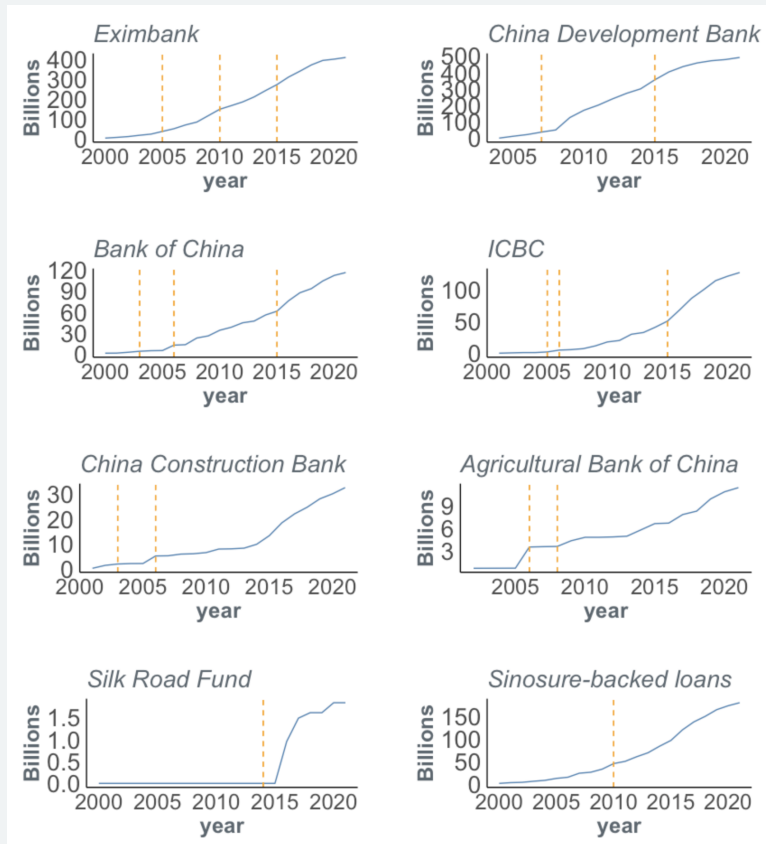 Eximbank
400
300
200
100
0
Billions
2000 2005 2010 2015 2020
year
China Development Bank
500
400
300
200
100
0
Billions
2005 2010 2015 2020
year
Bank of China
120
90
60
30
0
Billions
2000 2005 2010 2015 2020
year
ICBC
100
50
0
Billions
2000 2005 2010 2015 2020
year
China Construction Bank
30
20
10
0
Billions
2000 2005 2010 2015 2020
year
Agricultural Bank of China
9
6
3
Billions
2005 2010 2015 2020
year
Silk Road Fund
1.5
1.0
0.5
0.0
Billions
2000 2005 2010 2015 2020
year
Sinosure-backed loans
150
100
50
0
Billions
2000 2005 2010 2015 2020
year